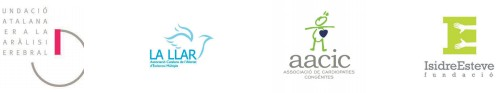 UNDACIÓ
ATALANA
ER A LA
ARÀLISI
EREBRAL
LA LLAR
aacic
ASSOCIACIÓ DE CARDIOPATIES
CONGÈNITES
IsidreEsteve
fundació